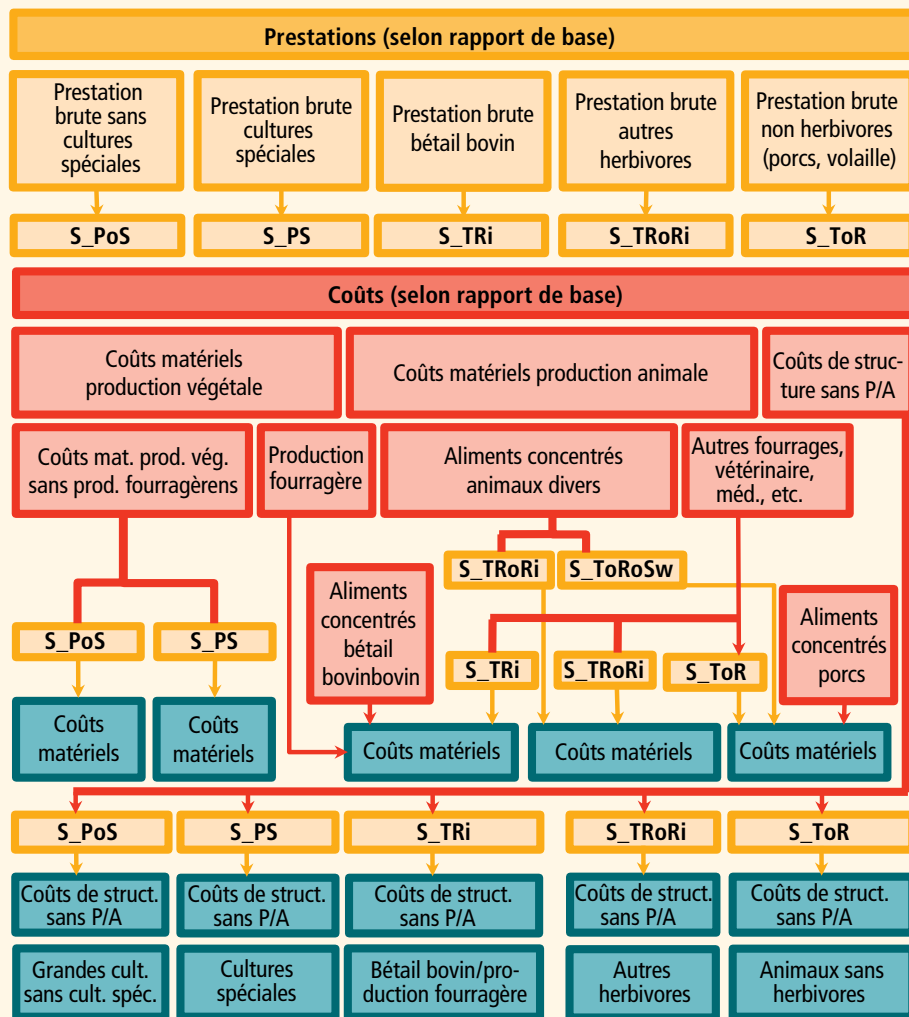 Prestations (selon rapport de base)
Prestation
brute sans
cultures
spéciales
Prestation brute
cultures
spéciales
Prestation brute
bétail bovin
Prestation brute
autres
herbivores
Prestation brute
non herbivores
(porcs, volaille)
S_PoS
S_PS
S_TRi
S_TRoRi
S_ToR
Coûts (selon rapport de base)
Coûts matériels
production végétale
Coûts matériels production animale
Coûts de struc-
ture sans P/A
Coûts mat. prod. vég.
sans prod. fourragèrens
Production
fourragère
Aliments concentrés
animaux divers
Autres fourrages,
vétérinaire,
méd., etc.
S_TRoRi
S_ToRoSw
Aliments
concentrés
bétail
bovinbovin
Aliments
concentrés
porcs
S_PoS
S_PS
S_TRi
S_TRoRi
S_ToR
Coûts
matériels
Coûts
matériels
Coûts matériels
Coûts matériels
Coûts matériels
S_PoS
S_PS
S_TRi
S_TRoRi
S_ToR
Coûts de struct.
sans P/A
Coûts de struct.
sans P/A
Coûts de struct.
sans P/A
Coûts de struct.
sans P/A
Coûts de struct.
sans P/A
Grandes cult.
sans cult. spéc.
Cultures
spéciales
Bétail bovin/pro-
duction fourragère
Autres
herbivores
Animaux sans
herbivores